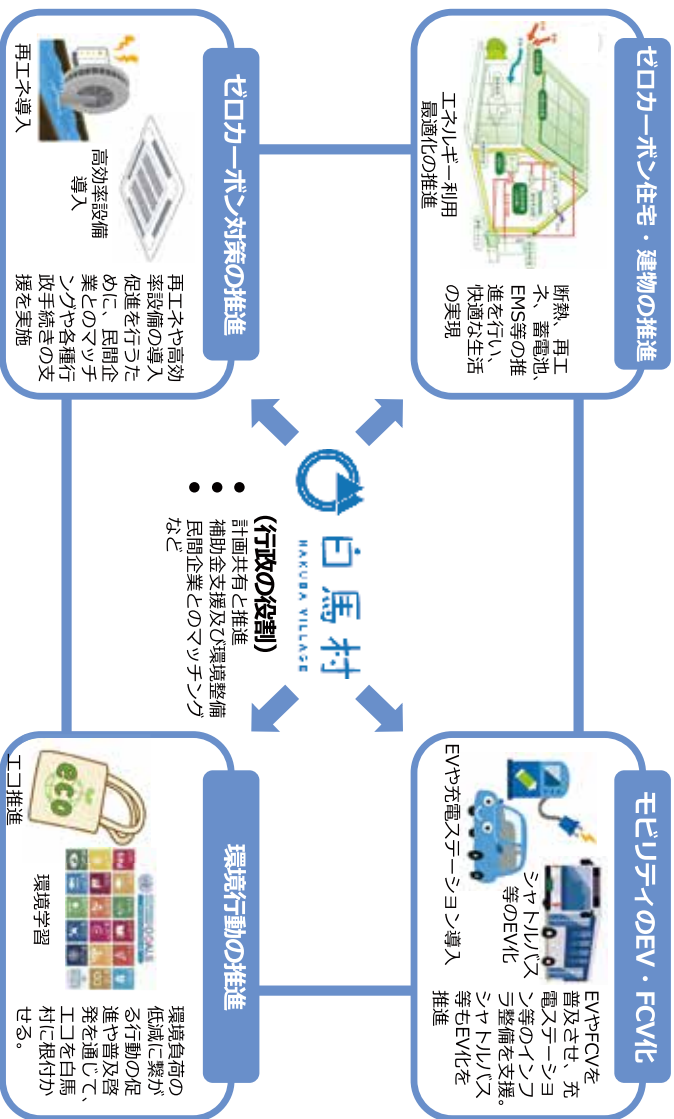 ゼロカーボン住宅・建物の推進
エネルギー利用
最適化の推進
断熱、再エ
ネ、蓄電池、
EMS等の推
進を行い、
快適な生活
の実現
モビリティのEV・FCV化
シャトルバス
等のEV化
EVや充電ステーション導入
EVやFCVを
普及させ、充
電ステーショ
ン等のインフ
ラ整備を支援。
シャトルバス
等もEV化を
推進
白馬村
HAKUBA VILLAGE
(行政の役割)
• 計画共有と推進
• 補助金支援及び環境整備
• 民間企業とのマッチング
など
ゼロカーボン対策の推進
再エネ導入
高効率設備
導入
再エネや高効
率設備の導入
促進を行うた
めに、民間企
業とのマッチ
ングや各種行
政手続きの支
援を実施
環境行動の推進
eco
エコ推進
GOALS
環境学習
環境負荷の
低減に繋が
る行動の促
進や普及啓
発を通じて、
エコを白馬
村に根付か
せる。